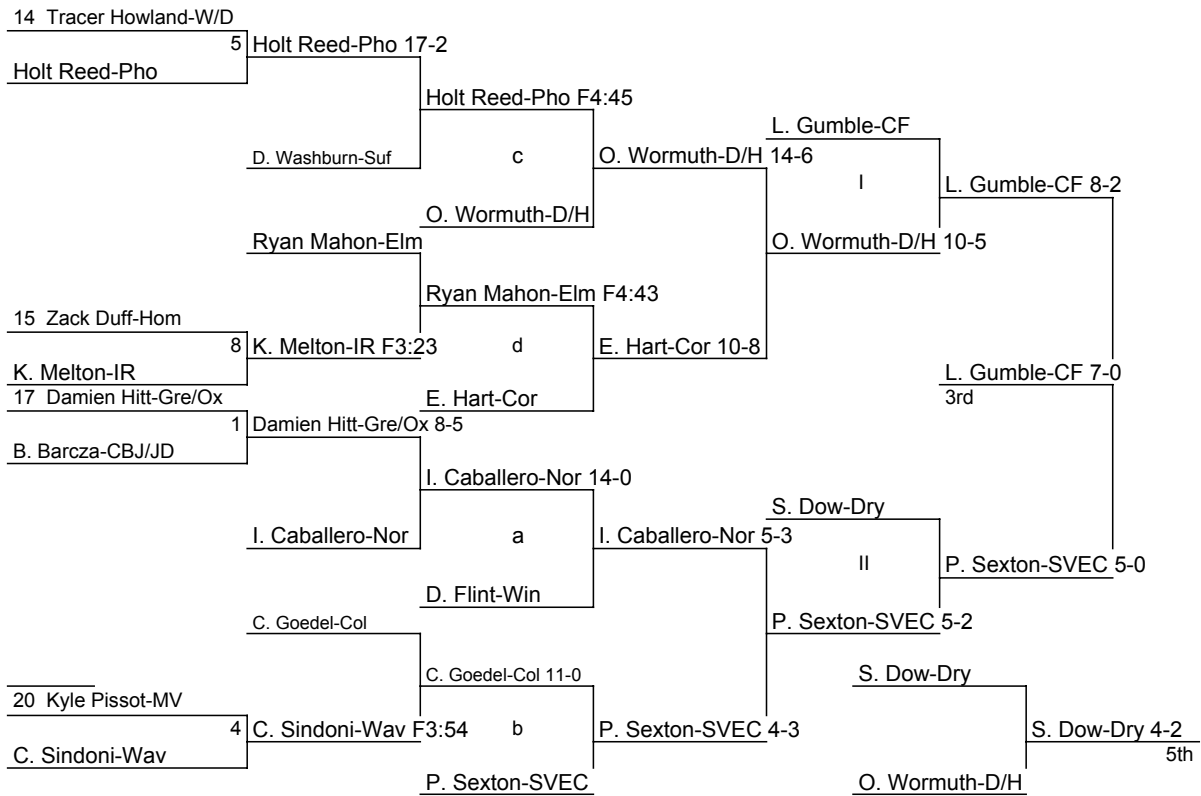 14 Tracer Howland-W/D
5 Holt Reed-Pho 17-2
Holt Reed-Pho
Holt Reed-Pho F4:45
L. Gumble-CF
D. Washburn-Suf
c
O. Wormuth-D/H 14-6
I
L. Gumble-CF 8-2
O. Wormuth-D/H
Ryan Mahon-Elm
O. Wormuth-D/H 10-5
Ryan Mahon-Elm F4:43
15 Zack Duff-Hom
8 K. Melton-IR F3:23
d
E. Hart-Cor 10-8
K. Melton-IR
L. Gumble-CF 7-0
3rd
17 Damien Hitt-Gre/Ox
E. Hart-Cor
1 Damien Hitt-Gre/Ox 8-5
B. Barcza-CBJ/JD
I. Caballero-Nor 14-0
S. Dow-Dry
I. Caballero-Nor
a
I. Caballero-Nor 5-3
II
P. Sexton-SVEC 5-0
D. Flint-Win
C. Goedel-Col
P. Sexton-SVEC 5-2
C. Goedel-Col 11-0
S. Dow-Dry
20 Kyle Pissot-MV
4 C. Sindoni-Wav F3:54
b
P. Sexton-SVEC 4-3
S. Dow-Dry 4-2
5th
C. Sindoni-Wav
P. Sexton-SVEC
O. Wormuth-D/H